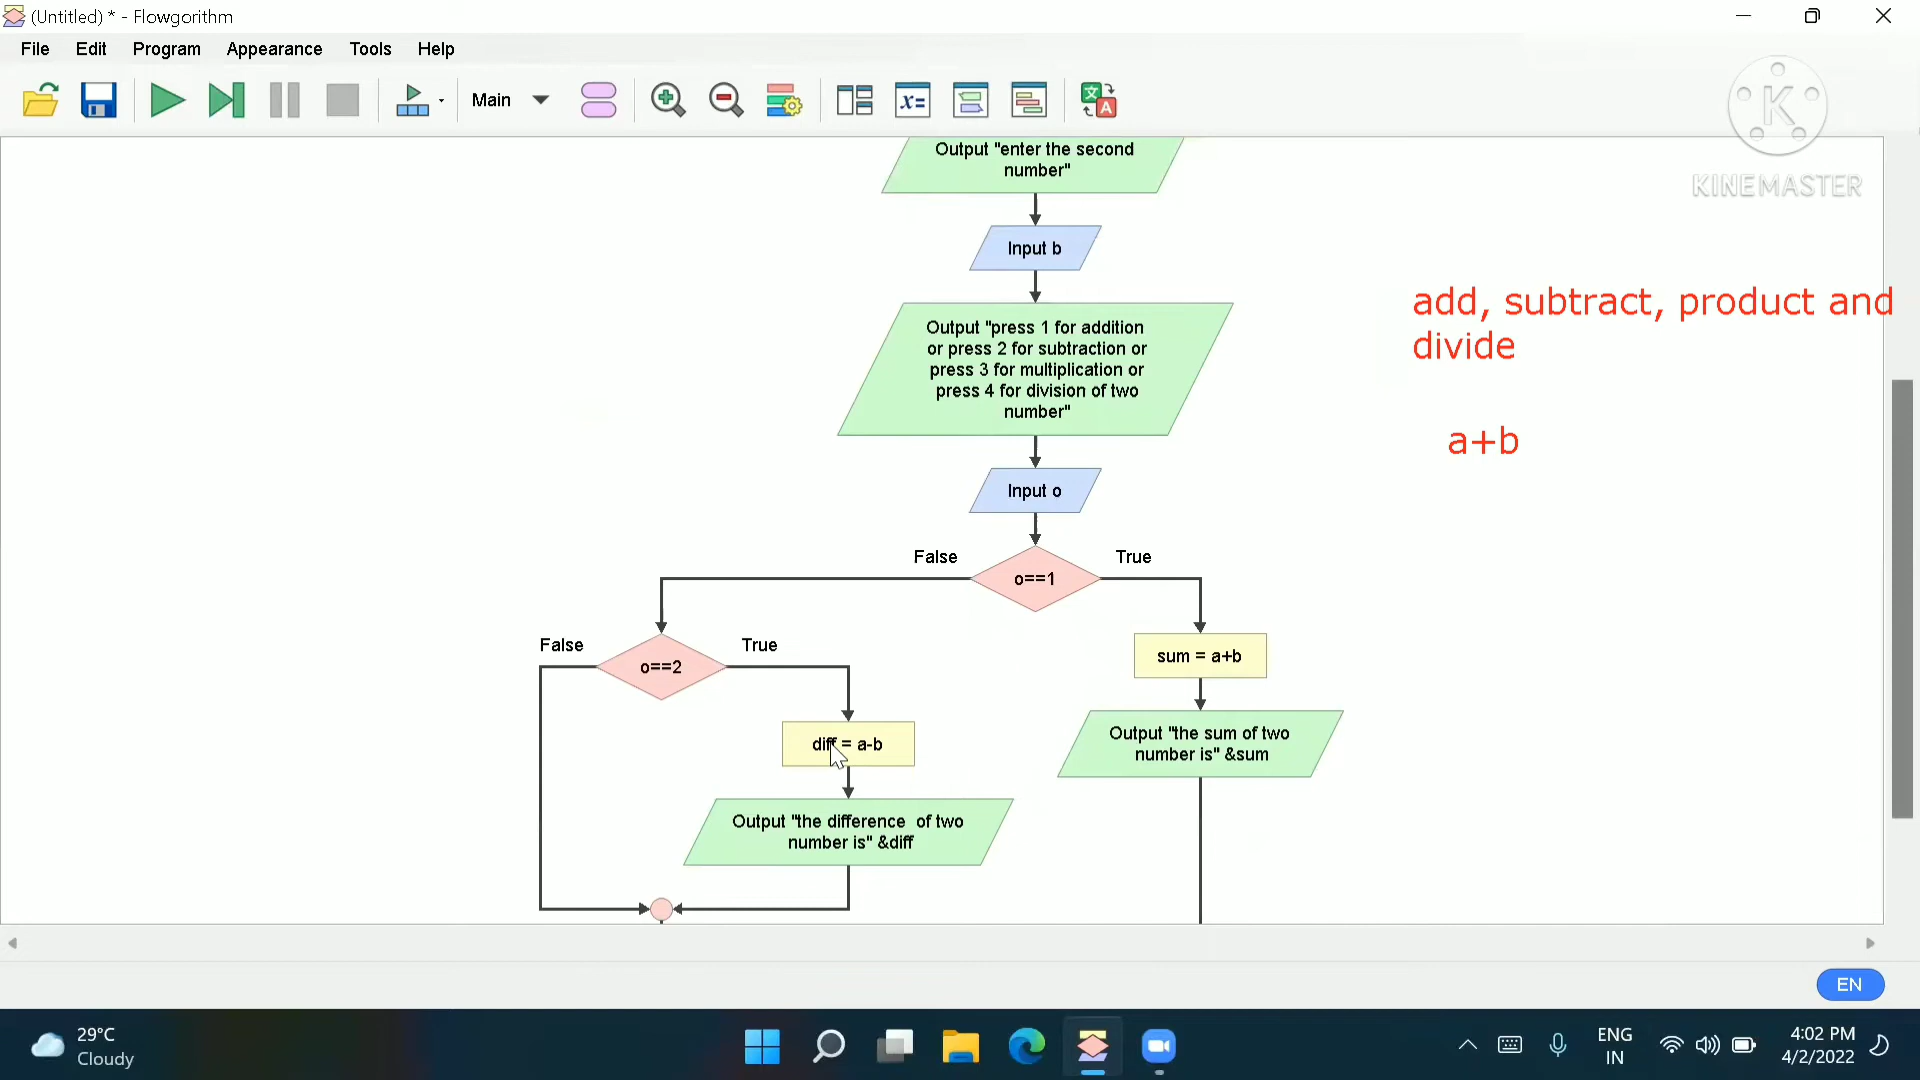 (Untitled) * - Flowgorithm
File Edit Program Appearance Tools Help
Main
x=
文 A
K
KINEMASTER
Output "enter the second
number"
Input b
Output "press 1 for addition
or press 2 for subtraction or
press 3 for multiplication or
press 4 for division of two
number"
add, subtract, product and
divide
a+b
Input o
False True
o==1
False True
o==2
sum = a+b
diff = a-b
Output "the sum of two
number is" &sum
Output "the difference  of two
number is" &diff
EN
29°C
Cloudy
ENG
IN
4:02 PM
4/2/2022